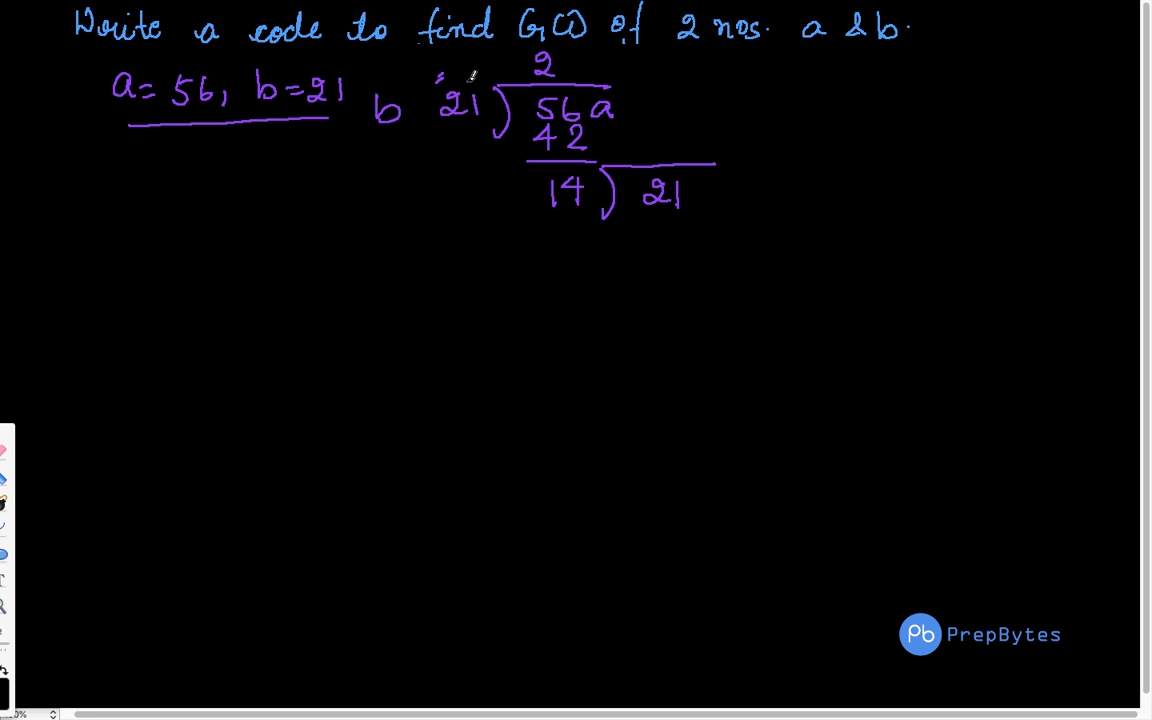 Write a code to find GCD of 2 nos. a & b.
2
a = 56, b = 21 b 21 ) 56 a
42
14 ) 21
PrepBytes